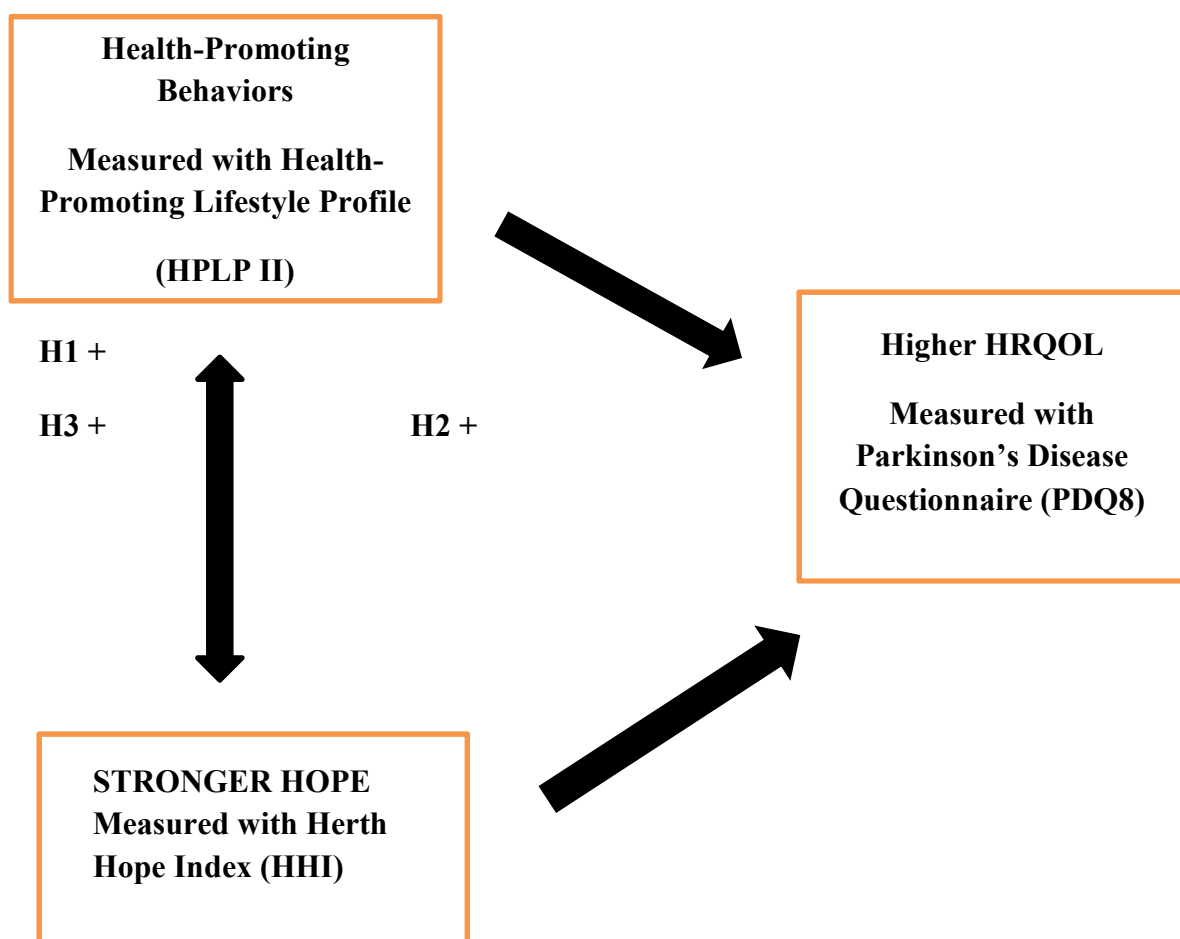 Health-Promoting
Behaviors
Measured with Health-
Promoting Lifestyle Profile
(HPLP II)
H1 +
H3 +
H2 +
Higher HRQOL
Measured with
Parkinson’s Disease
Questionnaire (PDQ8)
STRONGER HOPE
Measured with Herth
Hope Index (HHI)